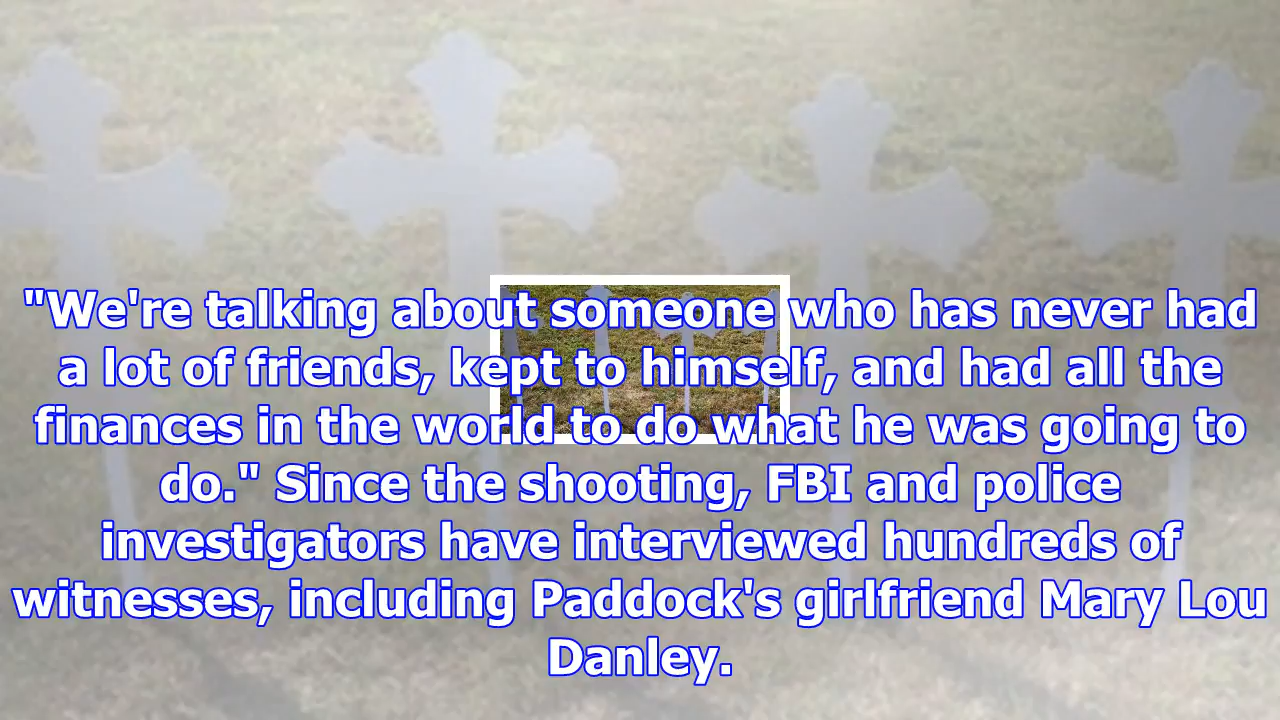 "We're talking about someone who has never had
a lot of friends, kept to himself, and had all the
finances in the world to do what he was going to
do." Since the shooting, FBI and police
investigators have interviewed hundreds of
witnesses, including Paddock's girlfriend Mary Lou
Danley.